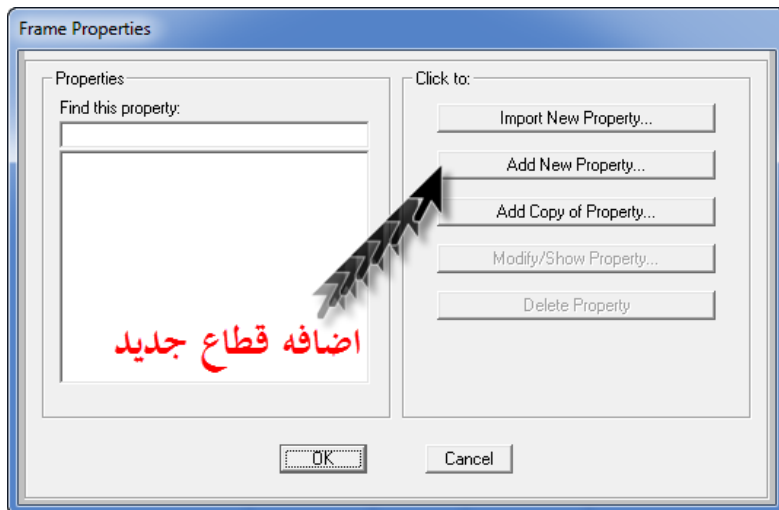 Frame Properties
Properties
Find this property:
Click to:
Import New Property...
Add New Property...
Add Copy of Property...
Modify/Show Property...
Delete Property
اضافه قطاع جديد
OK
Cancel